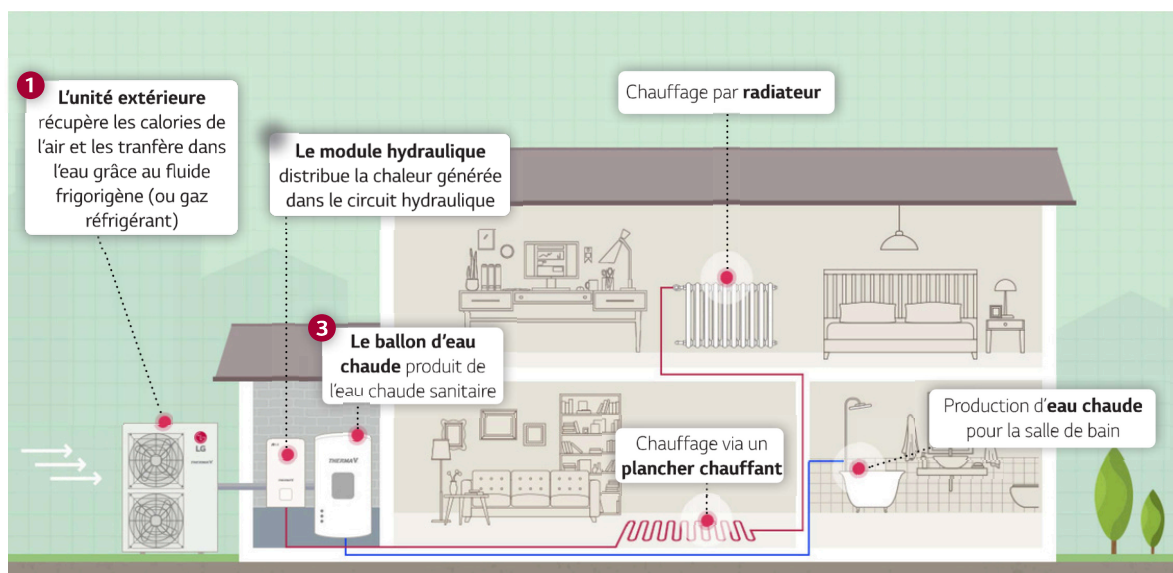 1
L'unité extérieure
récupère les calories de
l'air et les tranfère dans
l'eau grâce au fluide
frigorigène (ou gaz
réfrigérant)
Le module hydraulique
distribue la chaleur générée
dans le circuit hydraulique
3
Le ballon d'eau
chaude produit de
l'eau chaude sanitaire
Chauffage par radiateur
Chauffage via un
plancher chauffant
Production d'eau chaude
pour la salle de bain
LG
THERMA V
THERMA V